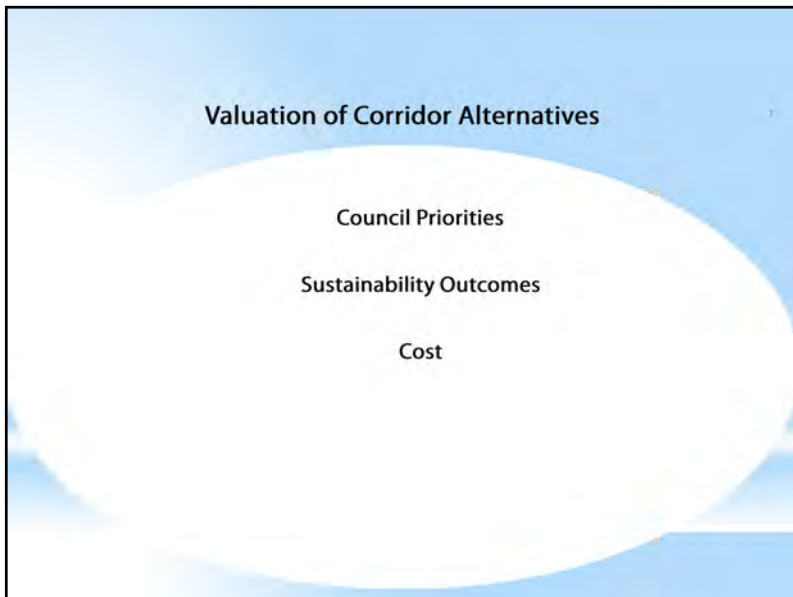 Valuation of Corridor Alternatives
Council Priorities
Sustainability Outcomes
Cost